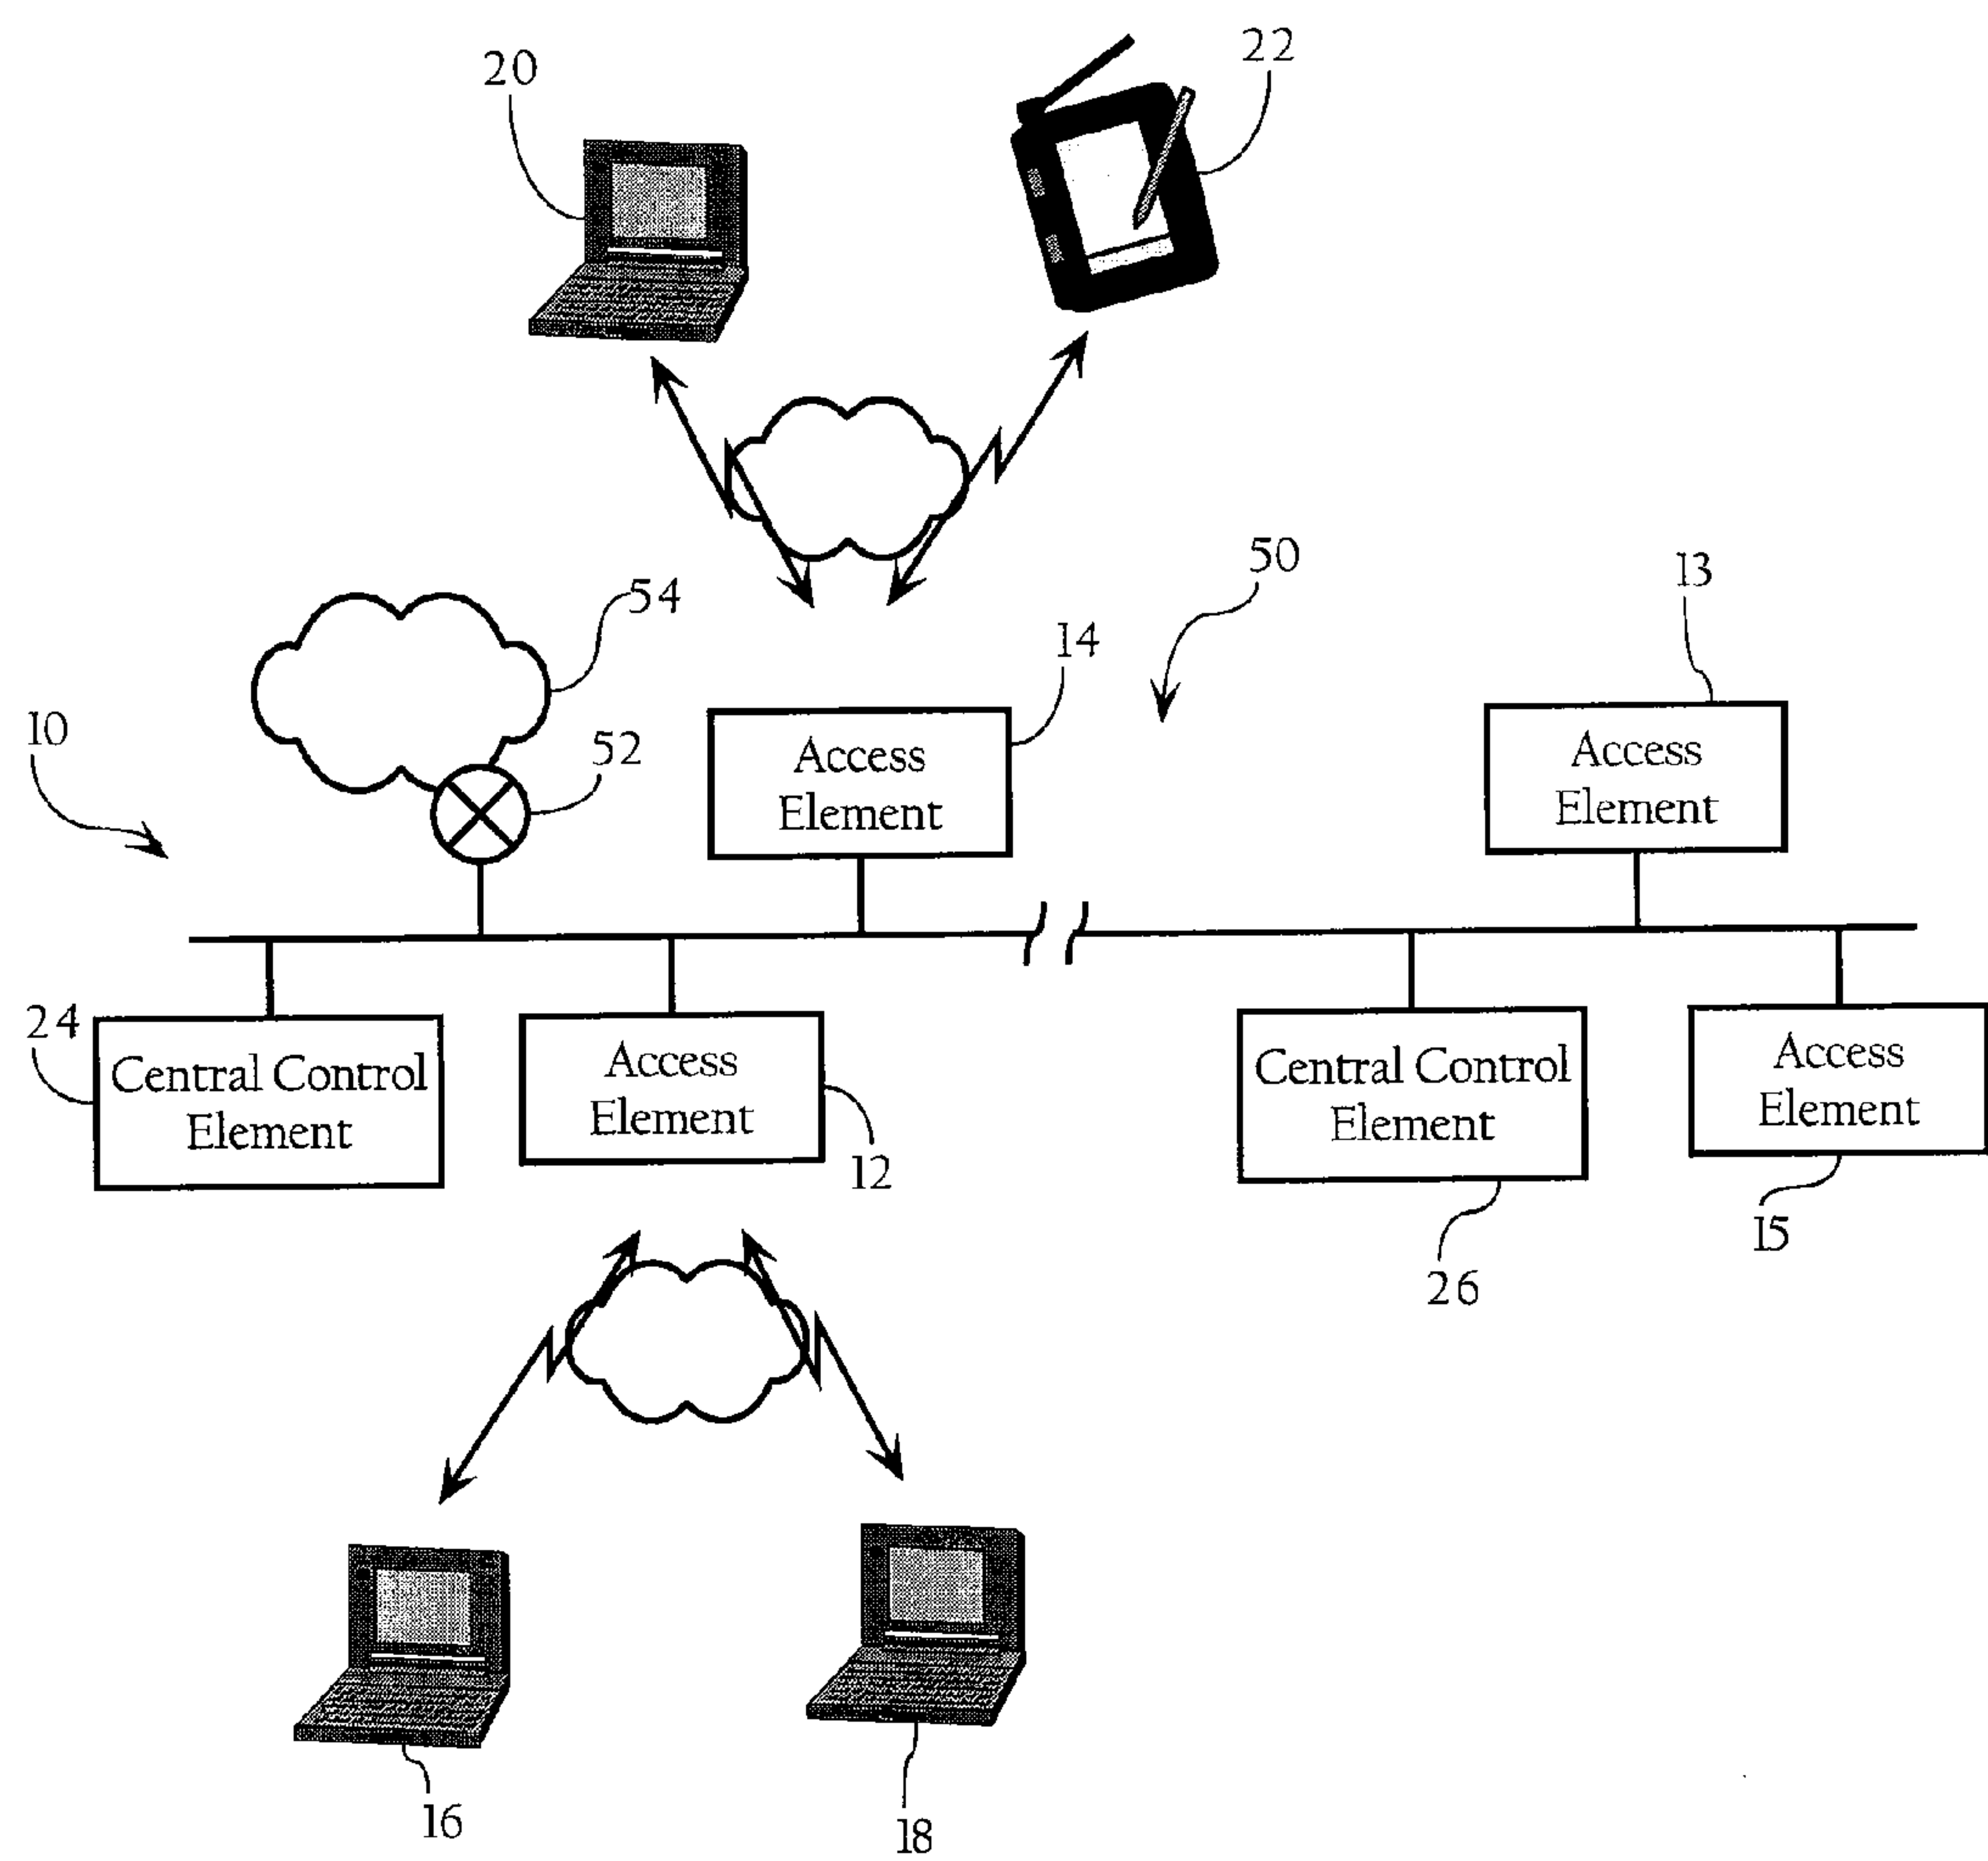 20
22
54
50
13
14
10
52
Access
Element
Access
Element
24
Central Control
Element
Access
Element
12
Central Control
Element
Access
Element
26
15
16
18